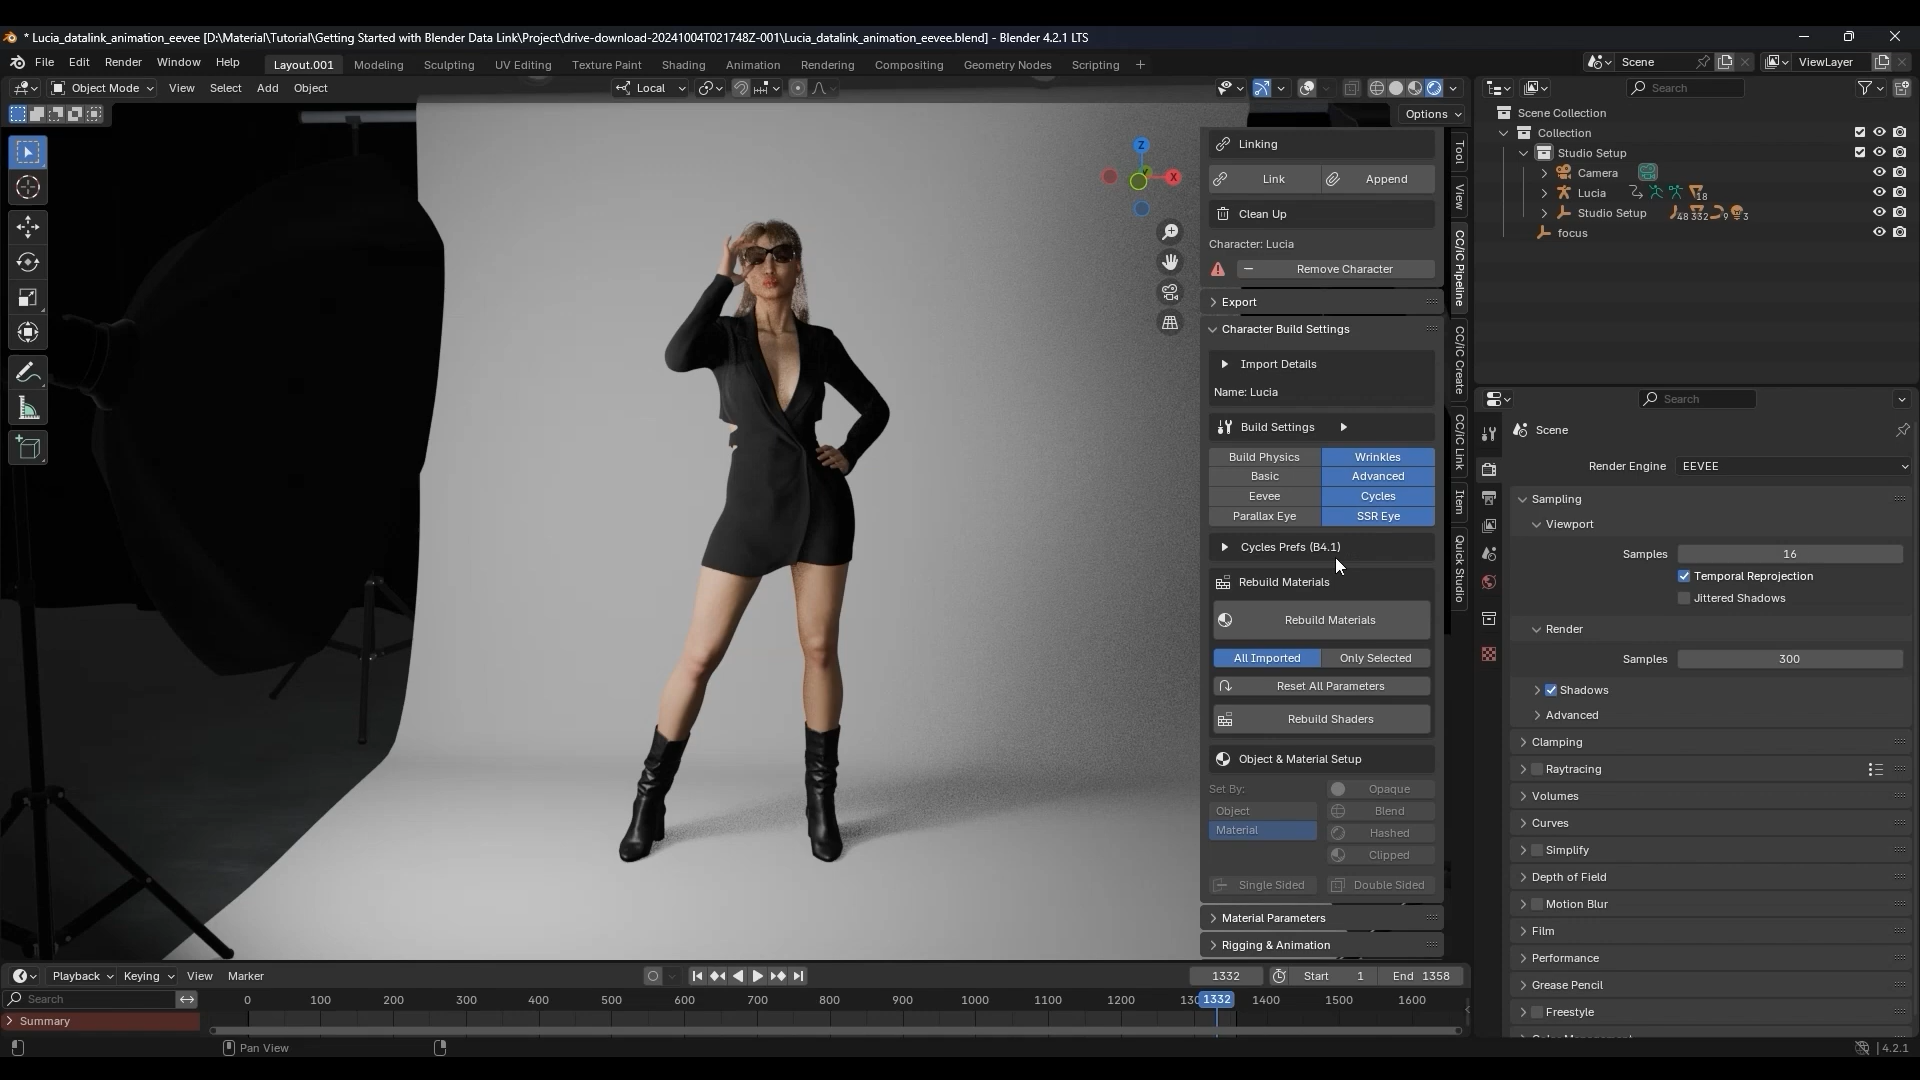 * Lucia_datalink_animation_eevee [D:\Material\Tutorial\Getting Started with Blender Data Link\Project\drive-download-20241004T021748Z-001\Lucia_datalink_animation_eevee.blend] - Blender 4.2.1 LTS
File Edit Render Window Help Layout.001 Modeling Sculpting UV Editing Texture Paint Shading Animation Rendering Compositing Geometry Nodes Scripting + Scene ViewLayer
Object Mode View Select Add Object Local Search
Options
Z
X
Tool
View
CC/iC Pipeline
CC/iC Create
CC/iC Link
Item
Quick Studio
Linking
Link Append
Clean Up
Character: Lucia
Remove Character
Export
Character Build Settings
Import Details
Name: Lucia
Build Settings
Build Physics Wrinkles
Basic Advanced
Eevee Cycles
Parallax Eye SSR Eye
Cycles Prefs (B4.1)
Rebuild Materials
Rebuild Materials
All Imported Only Selected
Reset All Parameters
Rebuild Shaders
Object & Material Setup
Set By: Opaque
Object Blend
Material Hashed
Clipped
Single Sided Double Sided
Material Parameters
Rigging & Animation
Scene Collection
Collection
Studio Setup
Camera
Lucia 18
Studio Setup 48 332 9 3
focus
Search
Scene
Render Engine EEVEE
Sampling
Viewport
Samples 16
Temporal Reprojection
Jittered Shadows
Render
Samples 300
Shadows
Advanced
Clamping
Raytracing
Volumes
Curves
Simplify
Depth of Field
Motion Blur
Film
Performance
Grease Pencil
Freestyle
Playback Keying View Marker 1332 Start 1 End 1358
Search 0 100 200 300 400 500 600 700 800 900 1000 1100 1200 130 1332 1400 1500 1600
Summary
Pan View 4.2.1